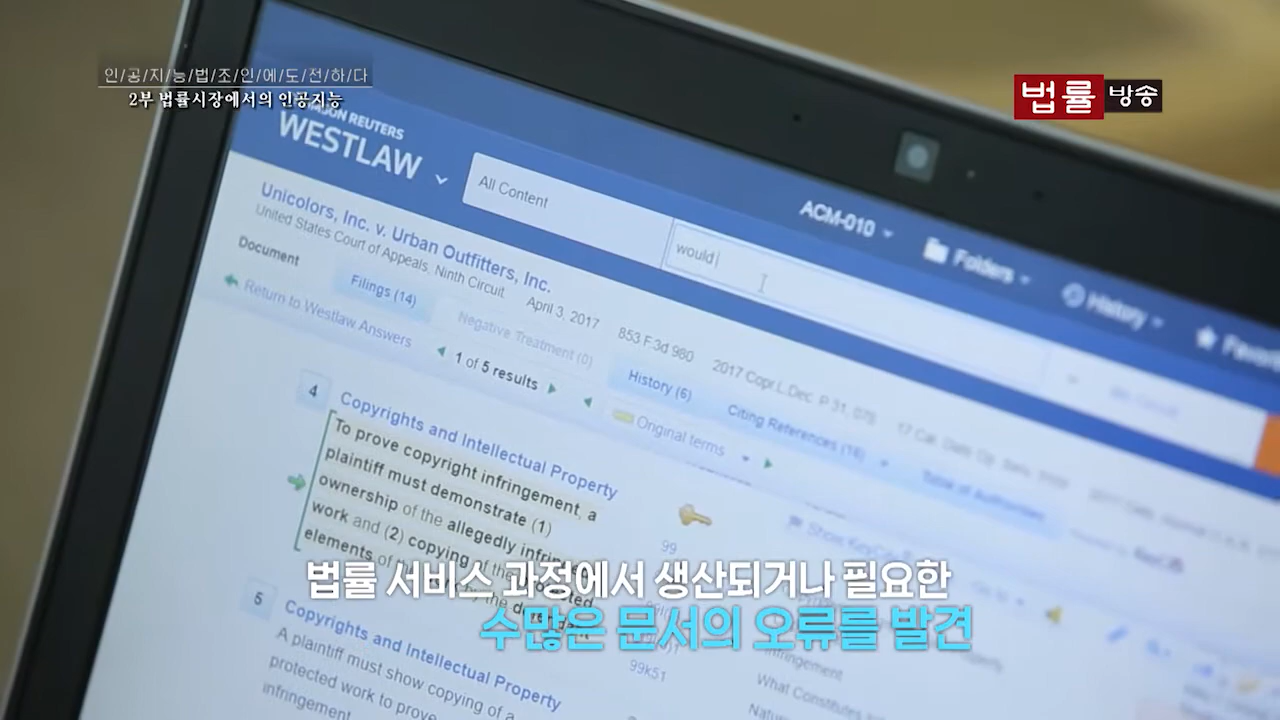 인/공/지/능/법/조/인/에/도/전/하/다
2부 법률시장에서의 인공지능
법률방송
REUTERS
WESTLAW
All Content
would
ACM-010
Folders
History
Unicolors, Inc. v. Urban Outfitters, Inc.
United States Court of Appeals, Ninth Circuit. April 3, 2017 853 F.3d 980 2017 Copr.L.Dec. P 31,075
Document
Filings (14)
Negative Treatment (0)
History (6)
Citing References (16)
Table of Authorities
Return to Westlaw Answers
1 of 5 results
Original terms
4
Copyrights and Intellectual Property
To prove copyright infringement, a
plaintiff must demonstrate (1)
ownership of the allegedly
work and (2) copying of the
elements of
99
법률 서비스 과정에서 생산되거나 필요한
수많은 문서의 오류를 발견
5
Copyrights and Intellectual Property
A plaintiff must show copying of a
protected work to prove
infringement
99k51
infringement
What Constitutes